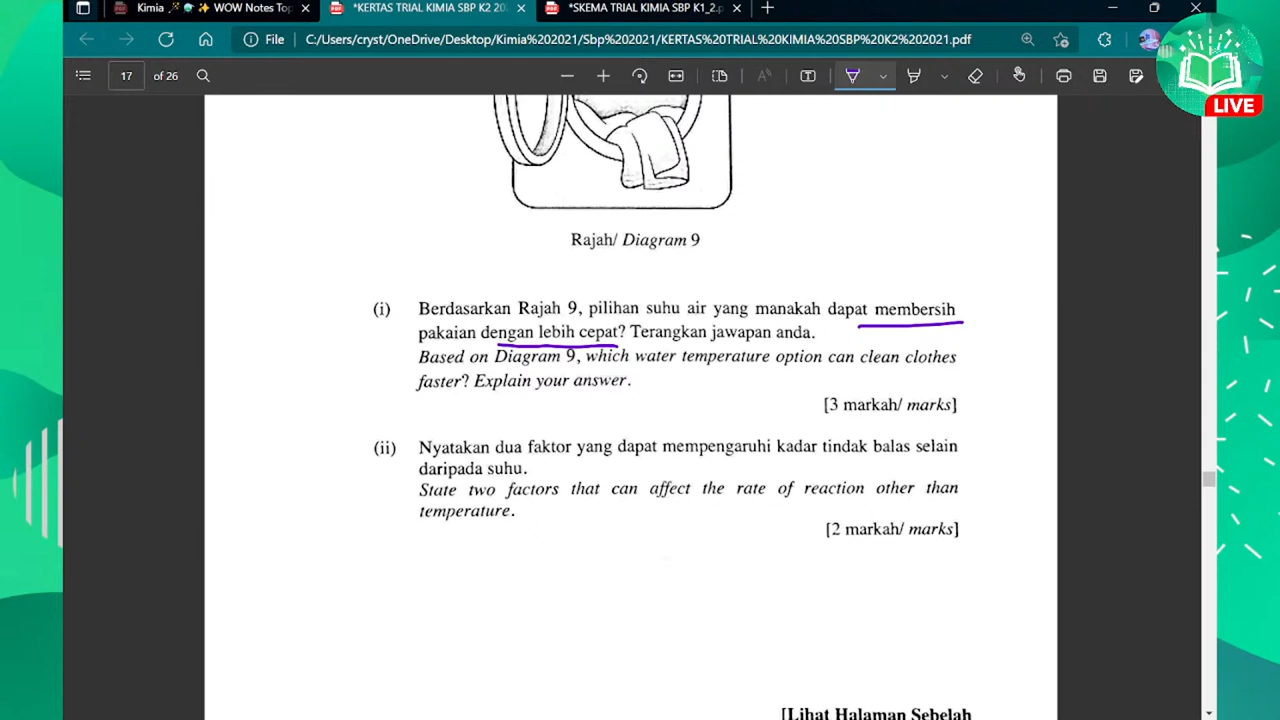 Kimia 🪄 ✨ WOW Notes Top
*KERTAS TRIAL KIMIA SBP K2 202
*SKEMA TRIAL KIMIA SBP K1_2.p
File C:/Users/cryst/OneDrive/Desktop/Kimia%202021/Sbp%202021/KERTAS%20TRIAL%20KIMIA%20SBP%20K2%202021.pdf
LIVE
17 of 26
Rajah/ Diagram 9
(i) Berdasarkan Rajah 9, pilihan suhu air yang manakah dapat membersih
pakaian dengan lebih cepat? Terangkan jawapan anda.
Based on Diagram 9, which water temperature option can clean clothes
faster? Explain your answer.
[3 markah/ marks]
(ii) Nyatakan dua faktor yang dapat mempengaruhi kadar tindak balas selain
daripada suhu.
State two factors that can affect the rate of reaction other than
temperature.
[2 markah/ marks]
[Lihat Halaman Sebelah